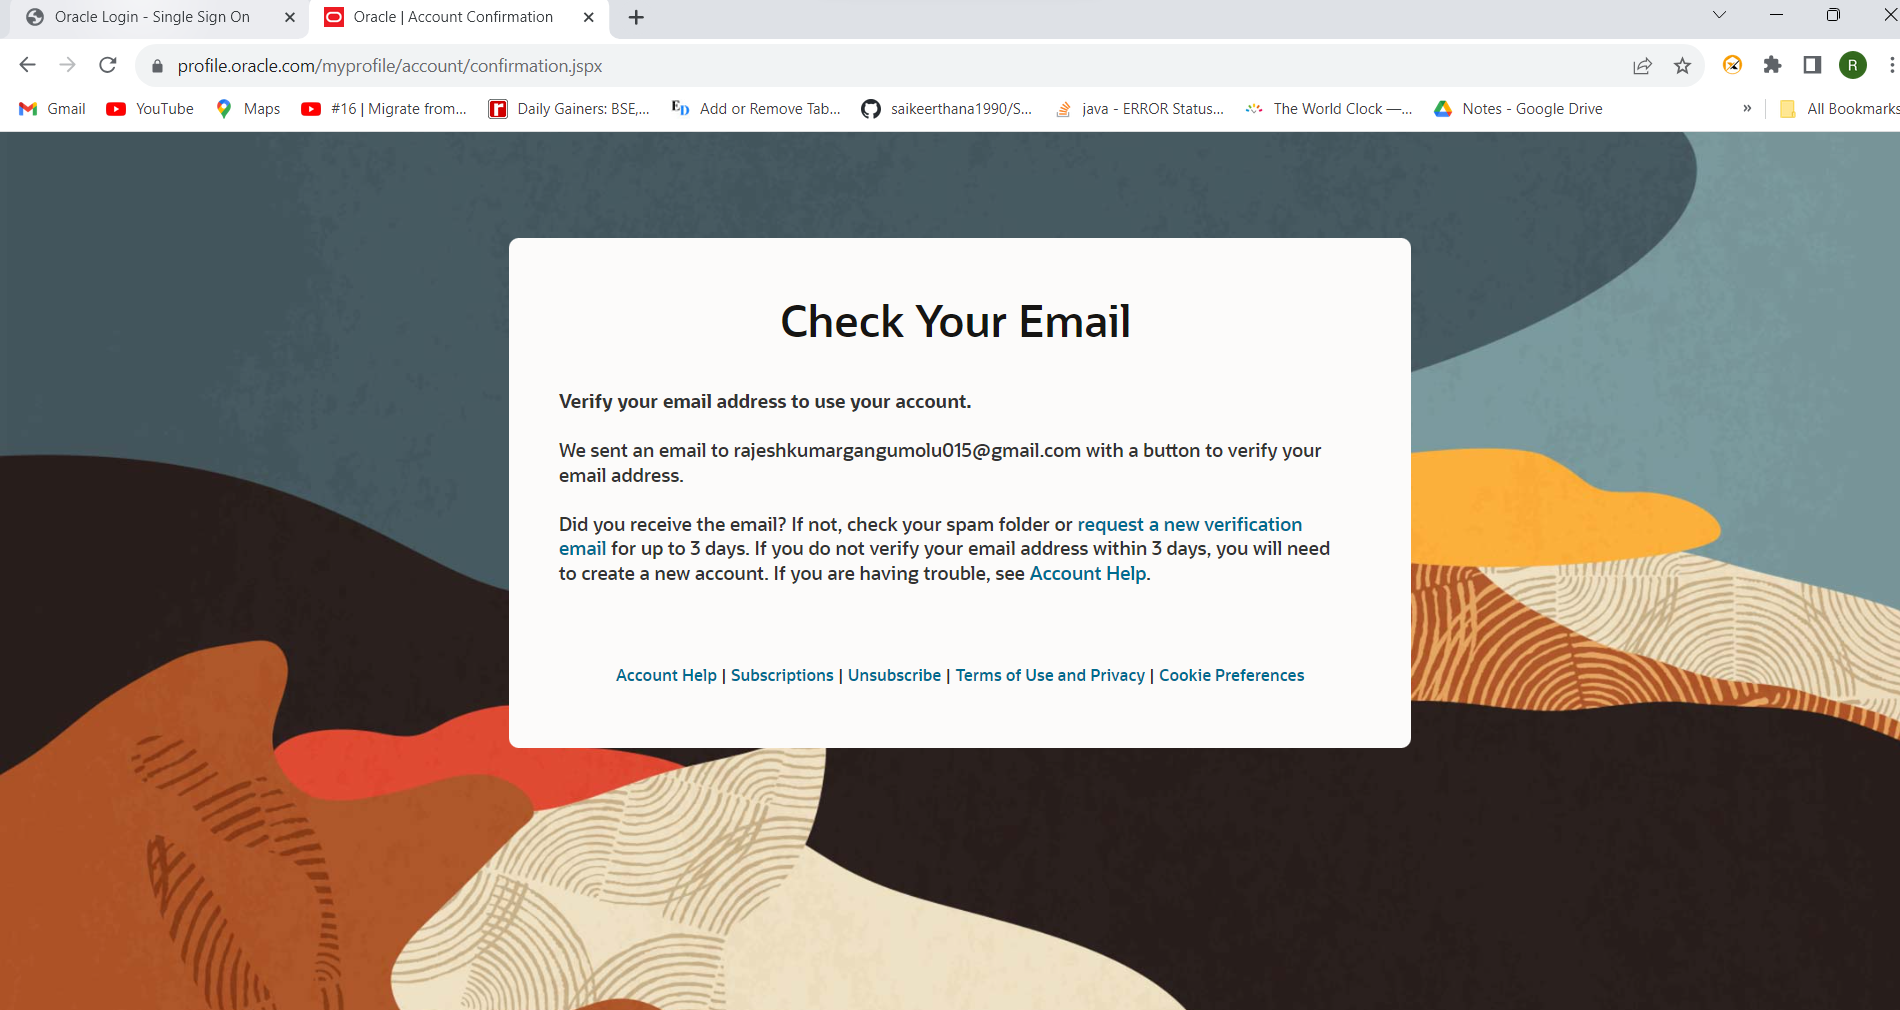 Oracle Login - Single Sign On
Oracle | Account Confirmation
profile.oracle.com/myprofile/account/confirmation.jspx
R
Gmail
YouTube
Maps
#16 | Migrate from...
Daily Gainers: BSE,...
ED Add or Remove Tab...
saikeerthana1990/S...
java - ERROR Status...
The World Clock —...
Notes - Google Drive
»
All Bookmarks
Check Your Email
Verify your email address to use your account.
We sent an email to rajeshkumargangumolu015@gmail.com with a button to verify your
email address.
Did you receive the email? If not, check your spam folder or request a new verification
email for up to 3 days. If you do not verify your email address within 3 days, you will need
to create a new account. If you are having trouble, see Account Help.
Account Help | Subscriptions | Unsubscribe | Terms of Use and Privacy | Cookie Preferences